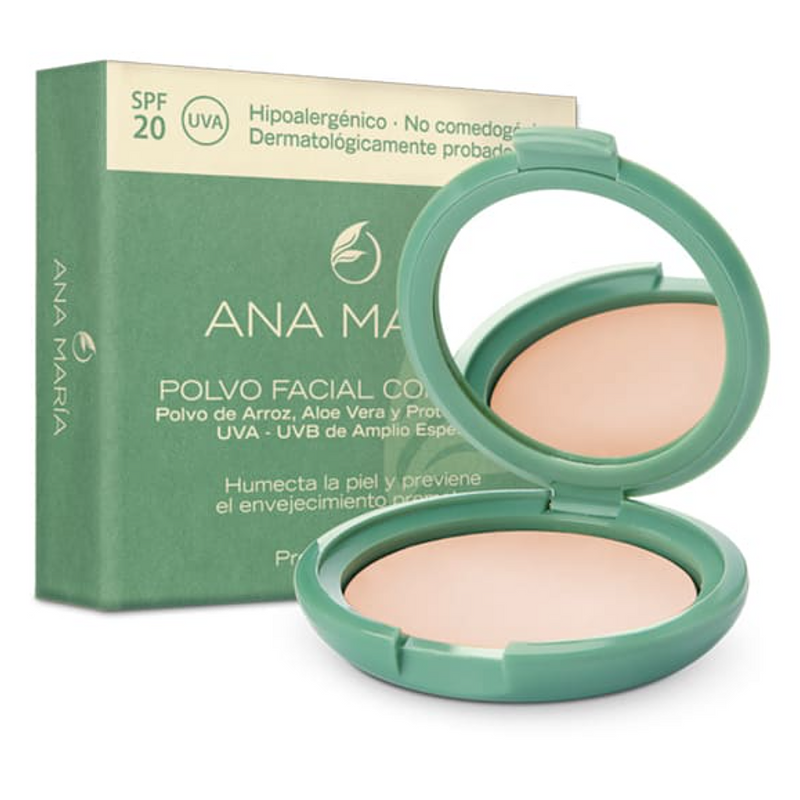 SPF
20
UVA
Hipoalergénico · No comedogé
Dermatológicamente probado
ANA MA
POLVO FACIAL CO
Polvo de Arroz, Aloe Vera y Prot
UVA - UVB de Amplio Espe
Humecta la piel y previene
el envejecimiento prema
Pr
ANA MARÍA